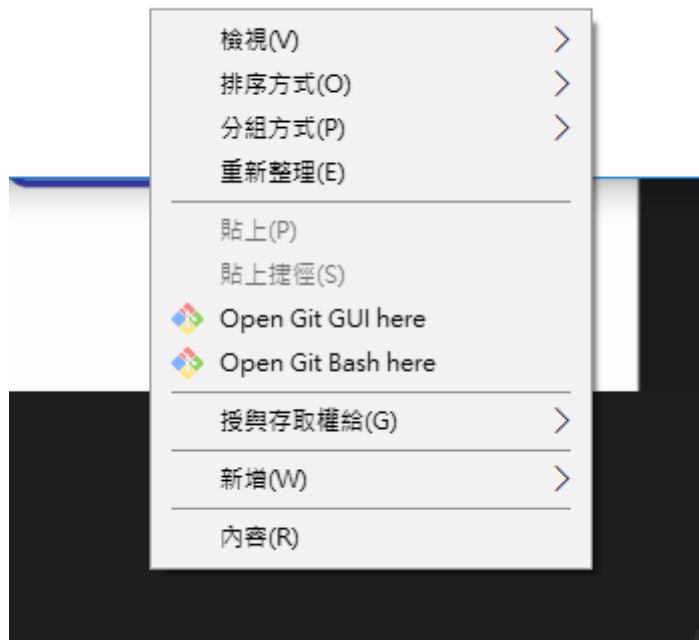 檢視(V)
排序方式(O)
分組方式(P)
重新整理(E)
貼上(P)
貼上捷徑(S)
Open Git GUI here
Open Git Bash here
授與存取權給(G)
新增(W)
內容(R)